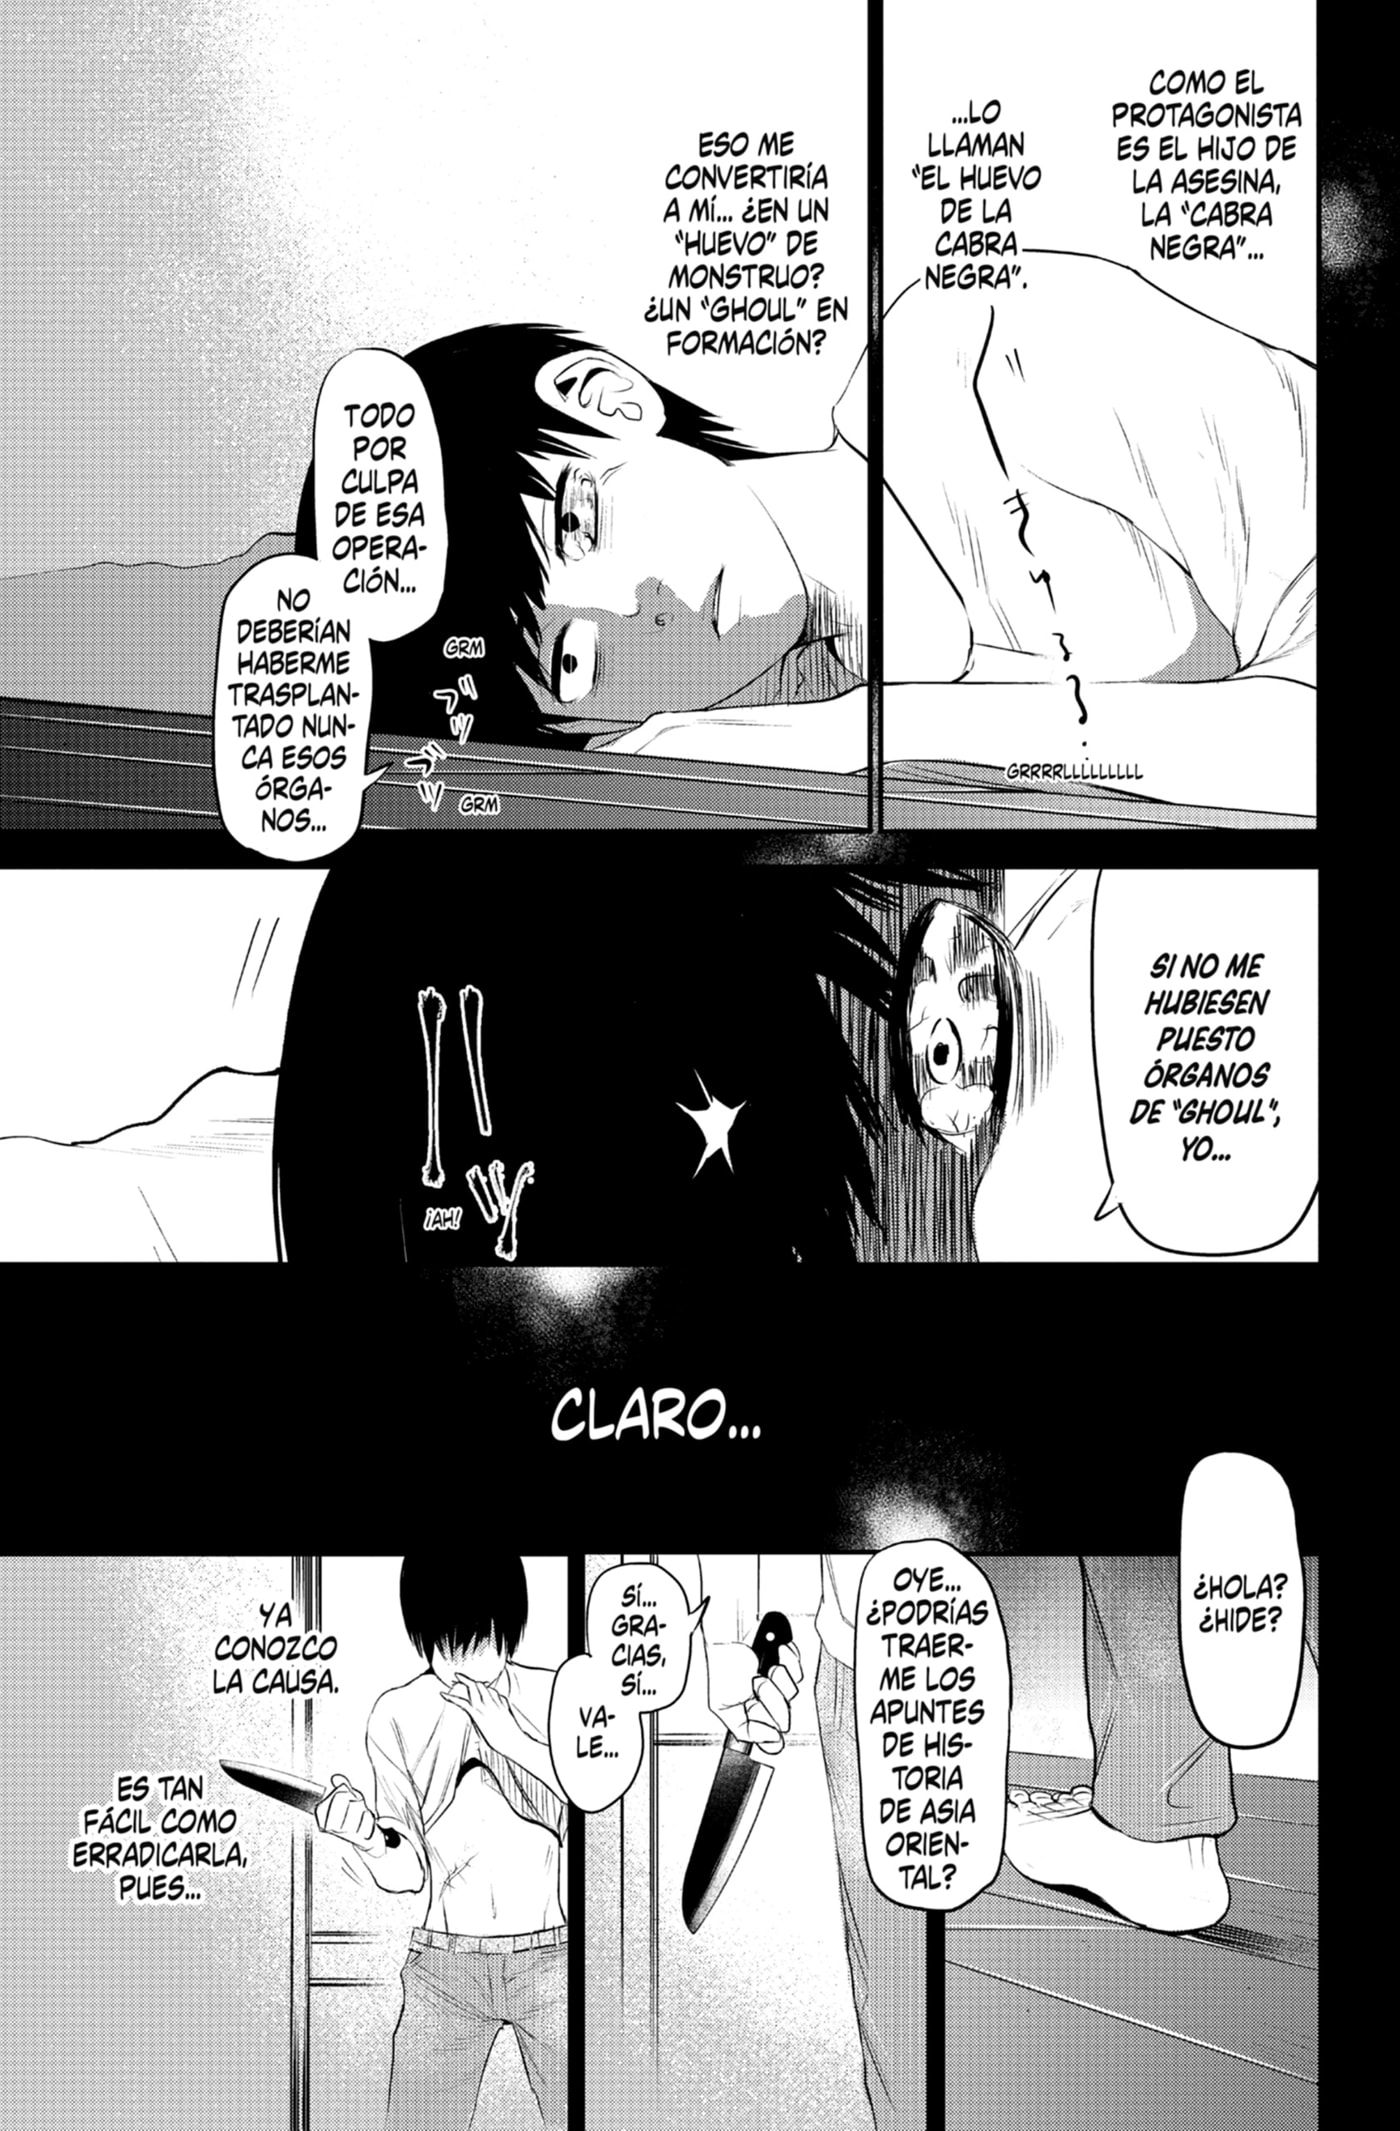 COMO EL
PROTAGONISTA
ES EL HIJO DE
LA ASESINA,
LA "CABRA
NEGRA"...
...LO
LLAMAN
"EL HUEVO
DE LA
CABRA
NEGRA".
GRRRRLLLLLLLLL
ESO ME
CONVERTIRÍA
A MÍ... ¿EN UN
"HUEVO" DE
MONSTRUO?
¿UN "GHOUL" EN
FORMACIÓN?
TODO
POR
CULPA
DE ESA
OPERA-
CIÓN...
NO
DEBERÍAN
HABERME
TRASPLAN-
TADO NUN-
CA ESOS
ÓRGA-
NOS...
GRM
GRM
SI NO ME
HUBIESEN
PUESTO
ÓRGANOS
DE "GHOUL",
YO...
¡AH!
CLARO...
¿HOLA?
¿HIDE?
OYE...
¿PODRÍAS
TRAER-
ME LOS
APUNTES
DE HIS-
TORIA
DE ASIA
ORIEN-
TAL?
SÍ...
GRA-
CIAS,
SÍ...
VA-
LE...
YA
CONOZCO
LA CAUSA.
ES TAN
FÁCIL COMO
ERRADICARLA,
PUES...